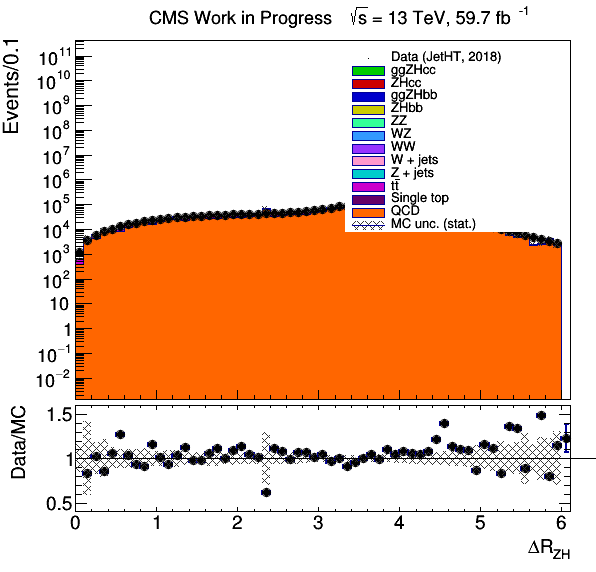 CMS Work in Progress √s = 13 TeV, 59.7 fb⁻¹
Events/0.1
10¹¹
10¹⁰
10⁹
10⁸
10⁷
10⁶
10⁵
10⁴
10³
10²
10
1
10⁻¹
10⁻²
Data (JetHT, 2018)
ggZHcc
ZHcc
ggZHbb
ZHbb
ZZ
WZ
WW
W + jets
Z + jets
tt̄
Single top
QCD
MC unc. (stat.)
Data/MC
1.5
1
0.5
0 1 2 3 4 5 6
ΔR_ZH